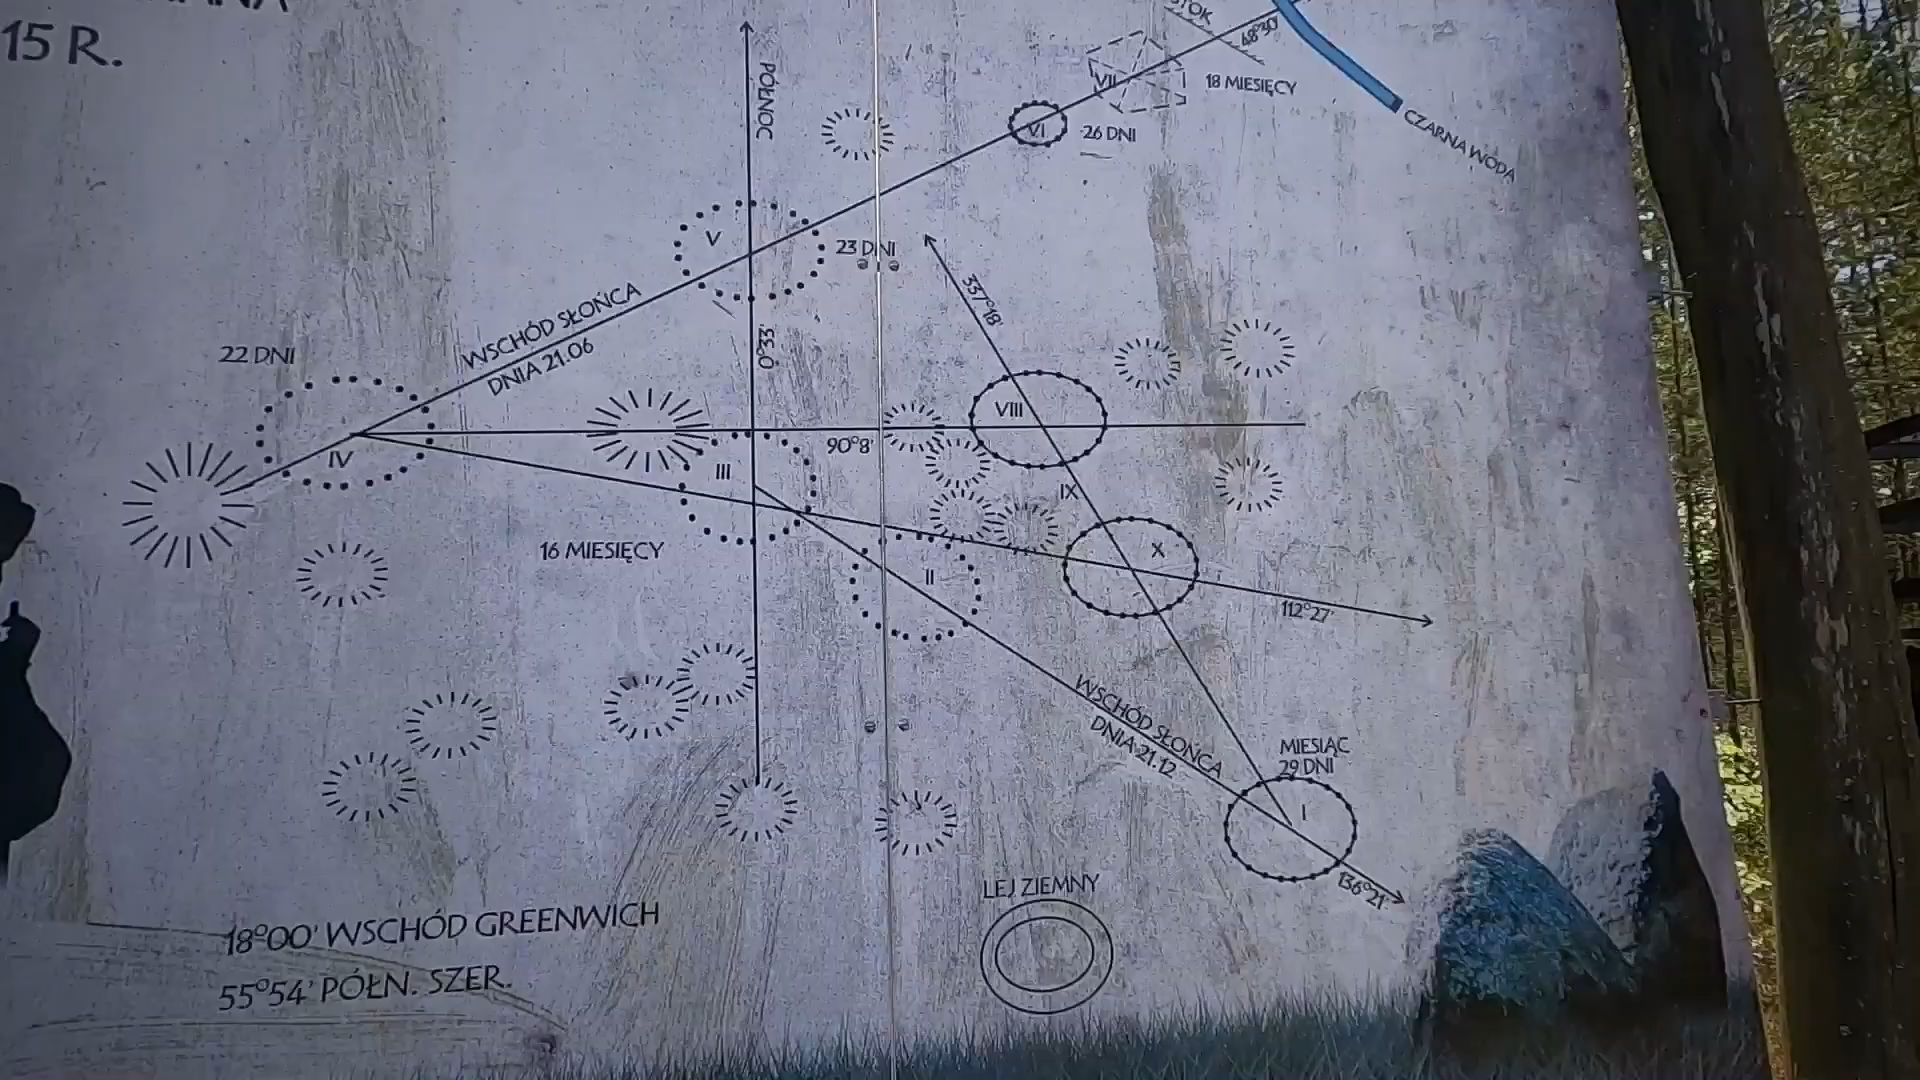 15 R.
PÓŁNOC
48°30'
VII
18 MIESIĘCY
CZARNA WODA
VI
26 DNI
V
23 DNI
WSCHÓD SŁOŃCA
DNIA 21.06
0°33'
337°18'
22 DNI
IV
III
90°8'
VIII
IX
X
16 MIESIĘCY
II
112°27'
WSCHÓD SŁOŃCA
DNIA 21.12
MIESIĄC
29 DNI
I
136°21'
LEJ ZIEMNY
18°00' WSCHÓD GREENWICH
55°54' PÓŁN. SZER.